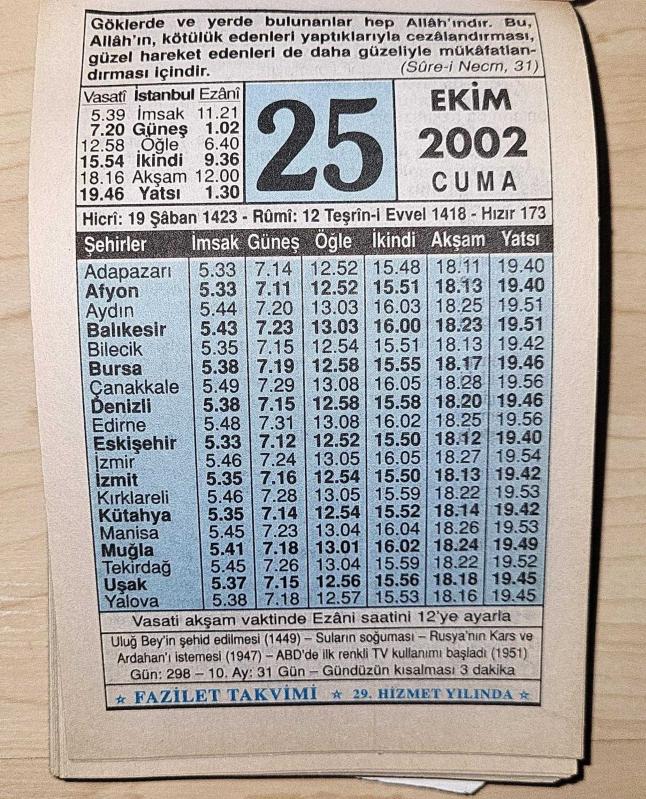 Göklerde ve yerde bulunanlar hep Allâh'ındır. Bu,
Allâh'ın, kötülük edenleri yaptıklarıyla cezâlandırması,
güzel hareket edenleri de daha güzeliyle mükâfatlan-
dırması içindir. (Sûre-i Necm, 31)
Vasatî İstanbul Ezânî
5.39 İmsak 11.21
7.20 Güneş 1.02
12.58 Öğle 6.40
15.54 İkindi 9.36
18.16 Akşam 12.00
19.46 Yatsı 1.30
25
EKİM
2002
CUMA
Hicrî: 19 Şâban 1423 - Rûmî: 12 Teşrîn-i Evvel 1418 - Hızır 173
Şehirler İmsak Güneş Öğle İkindi Akşam Yatsı
Adapazarı 5.33 7.14 12.52 15.48 18.11 19.40
Afyon 5.33 7.11 12.52 15.51 18.13 19.40
Aydın 5.44 7.20 13.03 16.03 18.25 19.51
Balıkesir 5.43 7.23 13.03 16.00 18.23 19.51
Bilecik 5.35 7.15 12.54 15.51 18.13 19.42
Bursa 5.38 7.19 12.58 15.55 18.17 19.46
Çanakkale 5.49 7.29 13.08 16.05 18.28 19.56
Denizli 5.38 7.15 12.58 15.58 18.20 19.46
Edirne 5.48 7.31 13.08 16.02 18.25 19.56
Eskişehir 5.33 7.12 12.52 15.50 18.12 19.40
İzmir 5.46 7.24 13.05 16.05 18.27 19.54
İzmit 5.35 7.16 12.54 15.50 18.13 19.42
Kırklareli 5.46 7.28 13.05 15.59 18.22 19.53
Kütahya 5.35 7.14 12.54 15.52 18.14 19.42
Manisa 5.45 7.23 13.04 16.04 18.26 19.53
Muğla 5.41 7.18 13.01 16.02 18.24 19.49
Tekirdağ 5.45 7.26 13.04 15.59 18.22 19.52
Uşak 5.37 7.15 12.56 15.56 18.18 19.45
Yalova 5.38 7.18 12.57 15.53 18.16 19.45
Vasati akşam vaktinde Ezâni saatini 12'ye ayarla
Uluğ Bey'in şehid edilmesi (1449) – Suların soğuması – Rusya'nın Kars ve
Ardahan'ı istemesi (1947) – ABD'de ilk renkli TV kullanımı başladı (1951)
Gün: 298 – 10. Ay: 31 Gün – Gündüzün kısalması 3 dakika
☆ FAZİLET TAKVİMİ ☆ 29. HİZMET YILINDA ☆